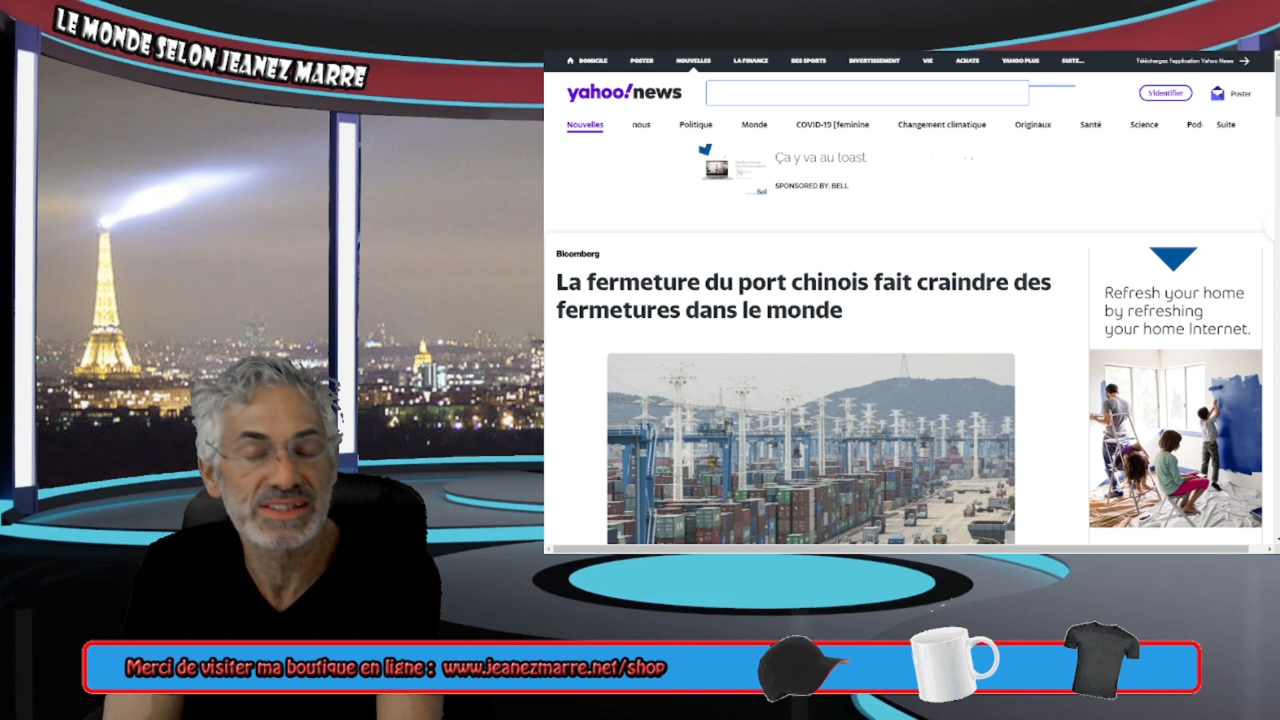 LE MONDE SELON JEANEZ MARRE
DOMICILE POSTER NOUVELLES LA FINANCE DES SPORTS DIVERTISSEMENT VIE ACHATS YAHOO PLUS SUITE... Téléchargez l'application Yahoo News
yahoo!news
S'identifier Poster
Nouvelles nous Politique Monde COVID-19 [feminine Changement climatique Originaux Santé Science Pod Suite
Ça y va au toast.
Bell SPONSORED BY: BELL
Bloomberg
La fermeture du port chinois fait craindre des
fermetures dans le monde
Refresh your home
by refreshing
your home Internet.
Merci de visiter ma boutique en ligne : www.jeanezmarre.net/shop